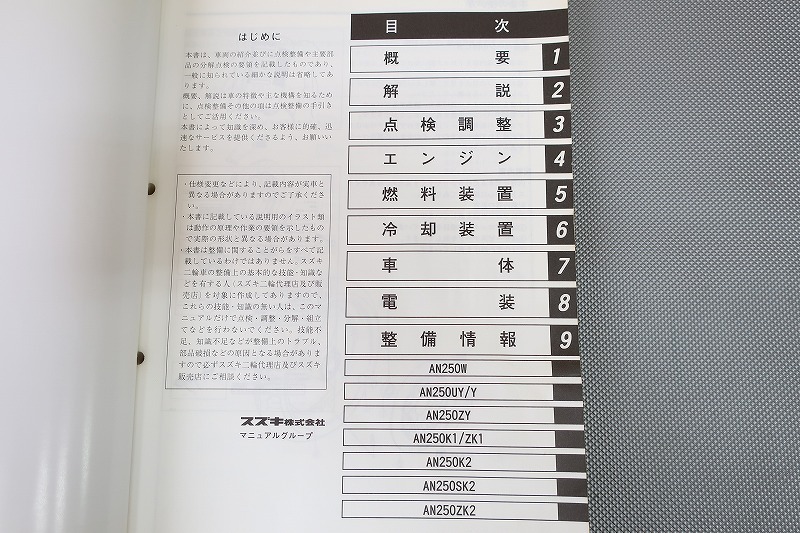 はじめに
本書は、車両の紹介並びに点検整備や主要部
品の分解点検の要領を記載したものであり、
一般に知られている細かな説明は省略してあ
ります。
概要、解説は車の特徴や主な機構を知るため
に、点検整備その他の項は点検整備の手引き
としてご活用ください。
本書によって知識を深め、お客様に的確、迅
速なサービスを提供くださるよう、お願いい
たします。
・仕様変更などにより、記載内容が実車と
異なる場合がありますのでご了承くださ
い。
・本書に記載している説明用のイラスト類
は動作の原理や作業の要領を示したもの
で実際の形状と異なる場合があります。
・本書は整備に関することがらをすべて記
載しているわけではありません。スズキ
二輪車の整備上の基本的な技能・知識な
どを有する人（スズキ二輪代理店及び販
売店）を対象に作成してありますので、
これらの技能・知識の無い人は、このマ
ニュアルだけで点検・調整・分解・組立
てなどを行わないでください。技能不
足、知識不足などが整備上のトラブル、
部品破損などの原因となる場合がありま
すので必ずスズキ二輪代理店及びスズキ
販売店にご相談ください。
スズキ株式会社
マニュアルグループ
目 次
概 要 1
解 説 2
点検調整 3
エンジン 4
燃料装置 5
冷却装置 6
車 体 7
電 装 8
整備情報 9
AN250W
AN250UY/Y
AN250ZY
AN250K1/ZK1
AN250K2
AN250SK2
AN250ZK2